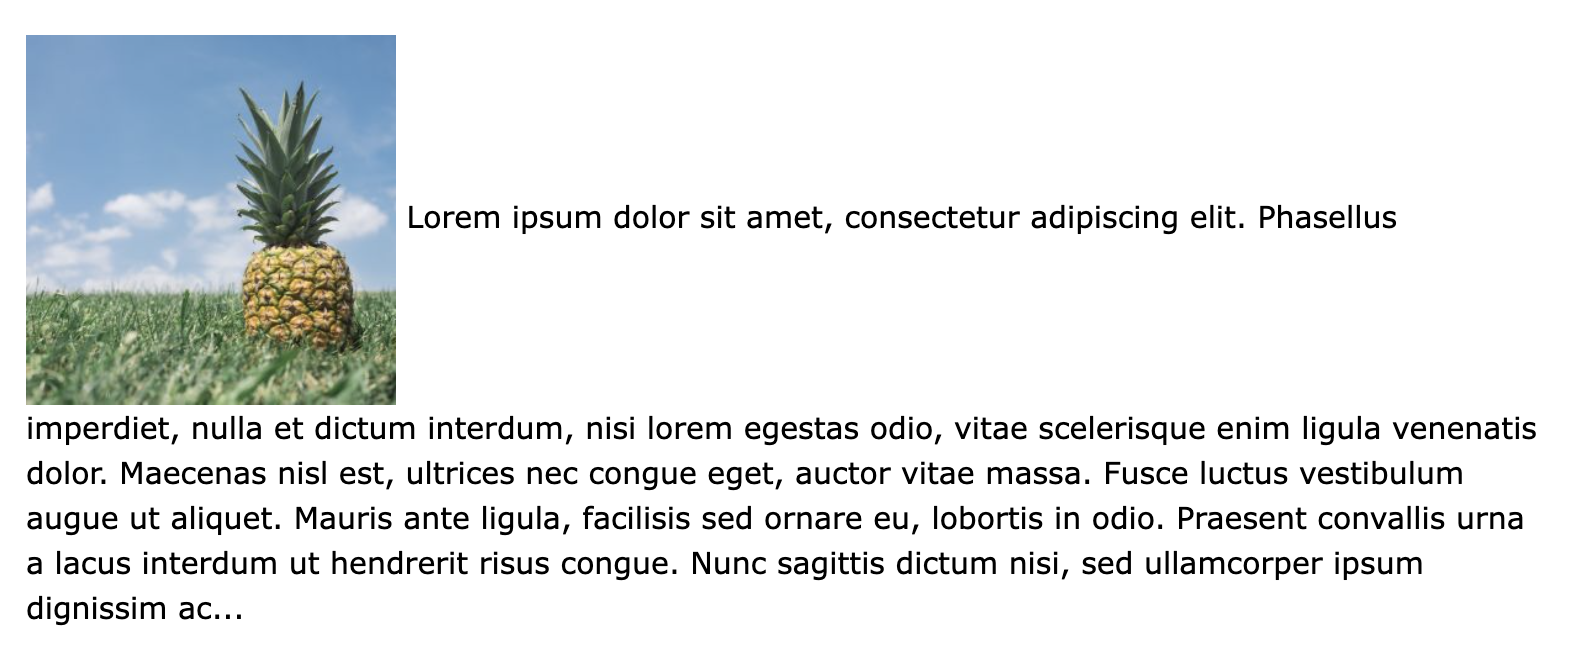 Lorem ipsum dolor sit amet, consectetur adipiscing elit. Phasellus
imperdiet, nulla et dictum interdum, nisi lorem egestas odio, vitae scelerisque enim ligula venenatis
dolor. Maecenas nisl est, ultrices nec congue eget, auctor vitae massa. Fusce luctus vestibulum
augue ut aliquet. Mauris ante ligula, facilisis sed ornare eu, lobortis in odio. Praesent convallis urna
a lacus interdum ut hendrerit risus congue. Nunc sagittis dictum nisi, sed ullamcorper ipsum
dignissim ac...